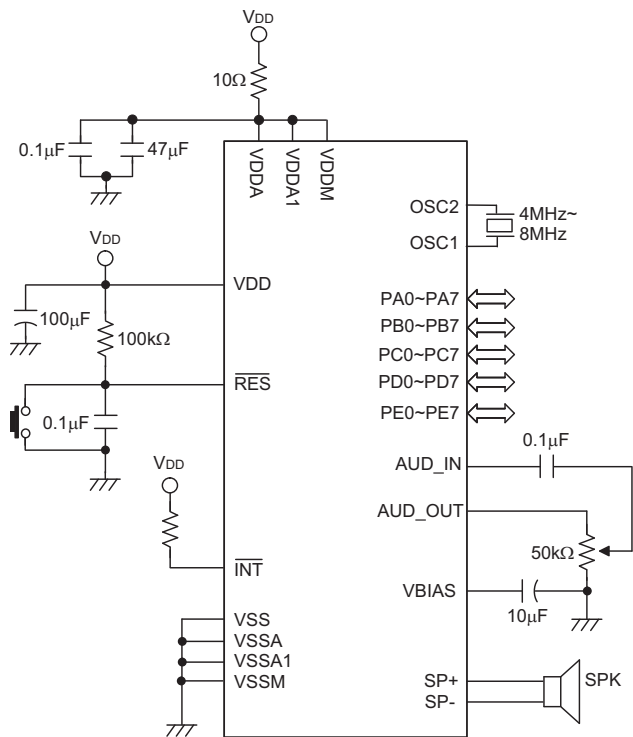 VDD
10Ω
0.1μF
47μF
VDDA
VDDA1
VDDM
OSC2
4MHz~
8MHz
OSC1
VDD
VDD
100μF
100kΩ
PA0~PA7
PB0~PB7
PC0~PC7
PD0~PD7
PE0~PE7
RES
0.1μF
VDD
AUD_IN
0.1μF
AUD_OUT
50kΩ
INT
VBIAS
10μF
VSS
VSSA
VSSA1
VSSM
SP+
SP-
SPK